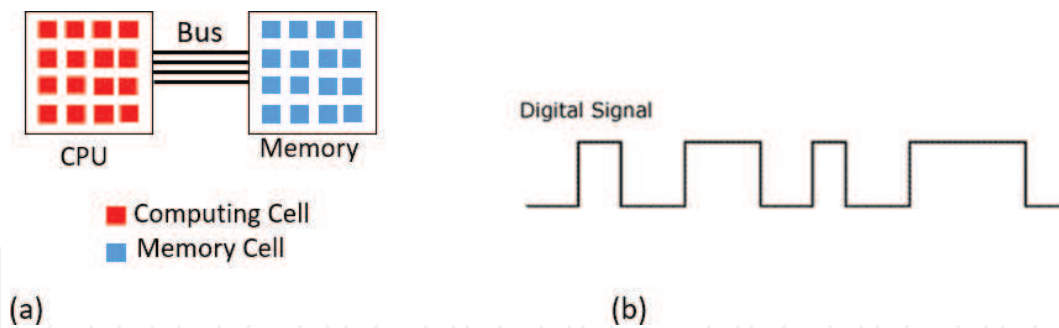 Bus
CPU
Memory
Computing Cell
Memory Cell
(a)
Digital Signal
(b)